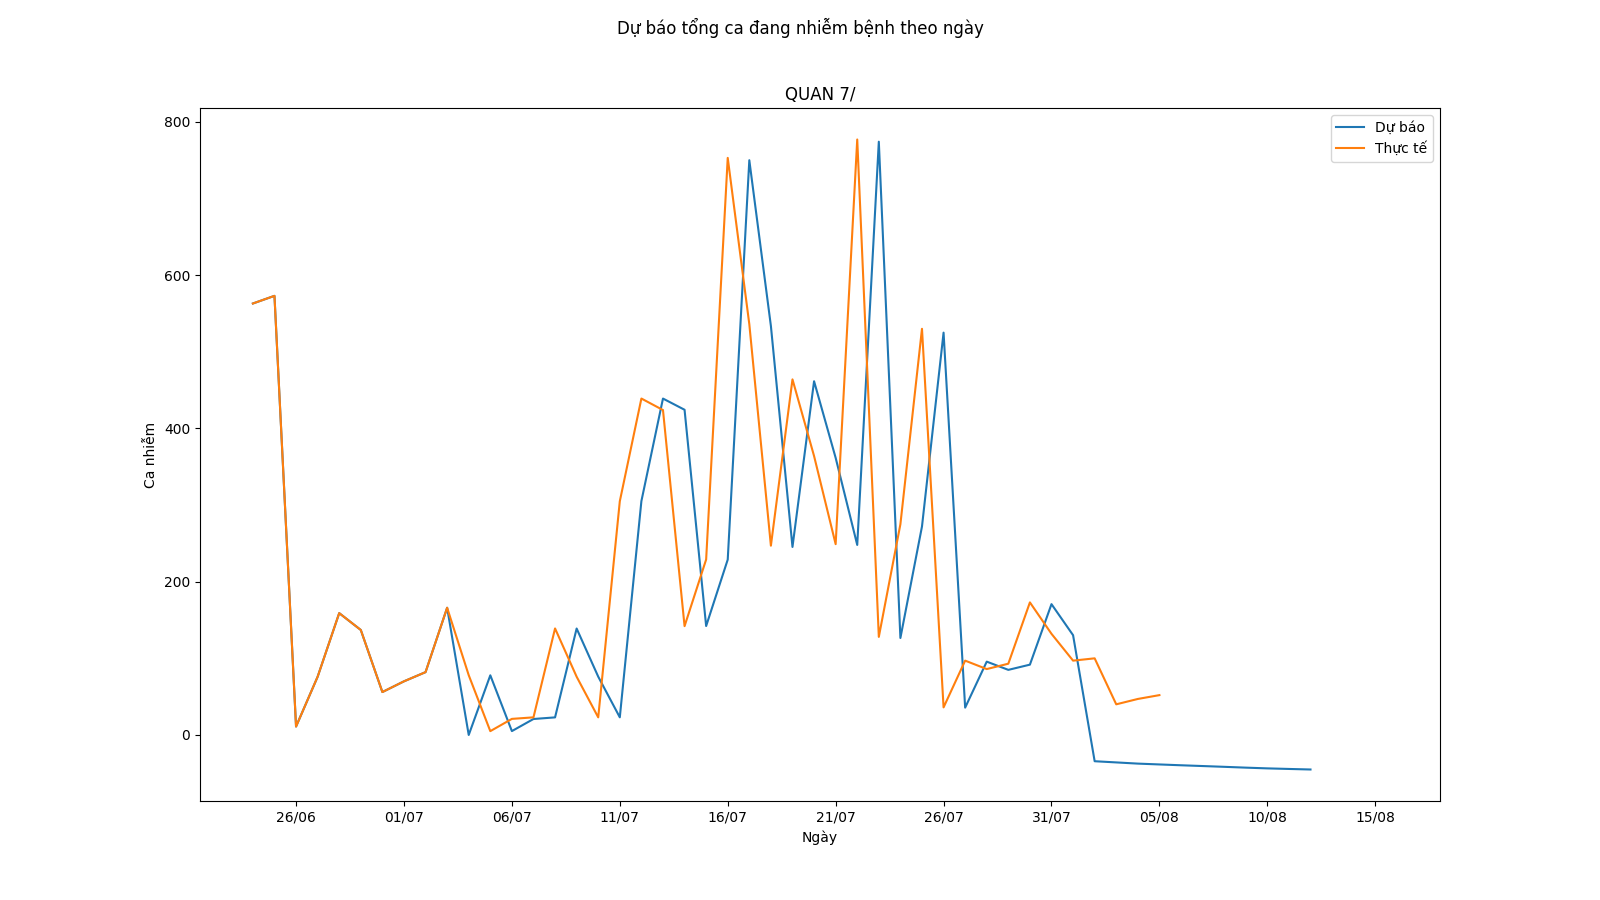 Dự báo tổng ca đang nhiễm bệnh theo ngày
QUAN 7/
Dự báo
Thực tế
800
600
400
200
0
Ca nhiễm
26/06
01/07
06/07
11/07
16/07
21/07
26/07
31/07
05/08
10/08
15/08
Ngày